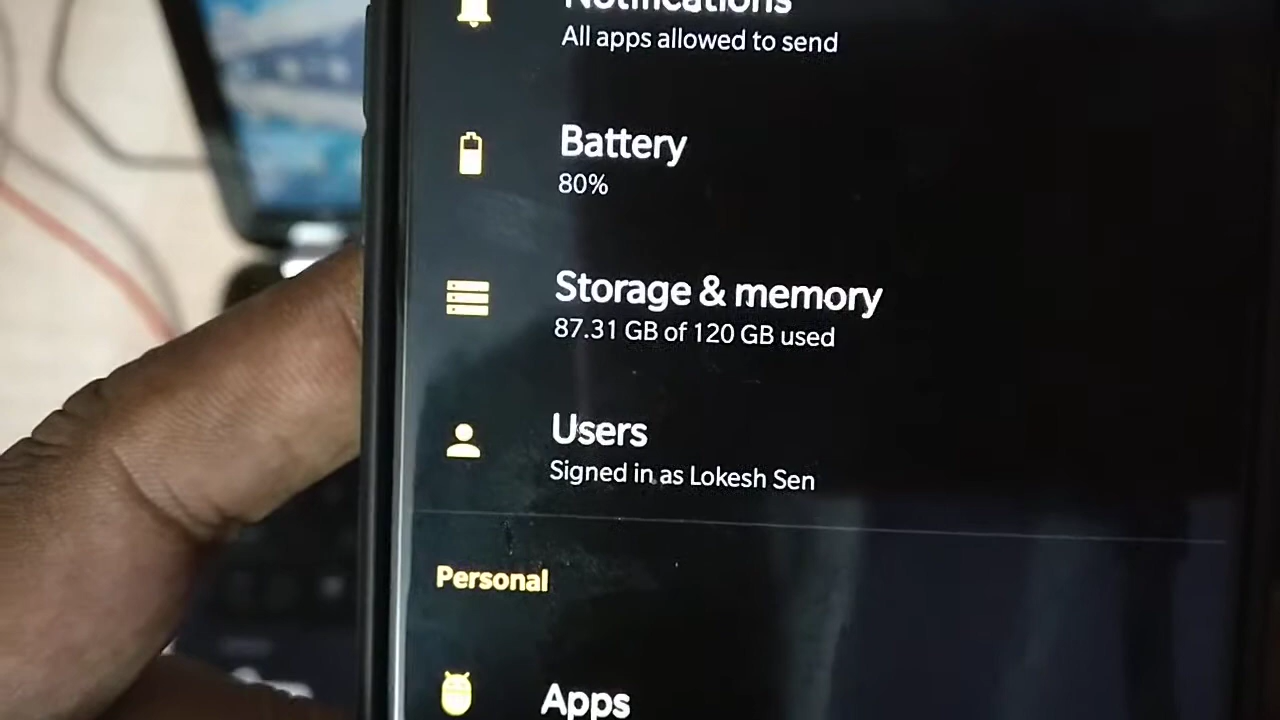 Notifications
All apps allowed to send
Battery
80%
Storage & memory
87.31 GB of 120 GB used
Users
Signed in as Lokesh Sen
Personal
Apps